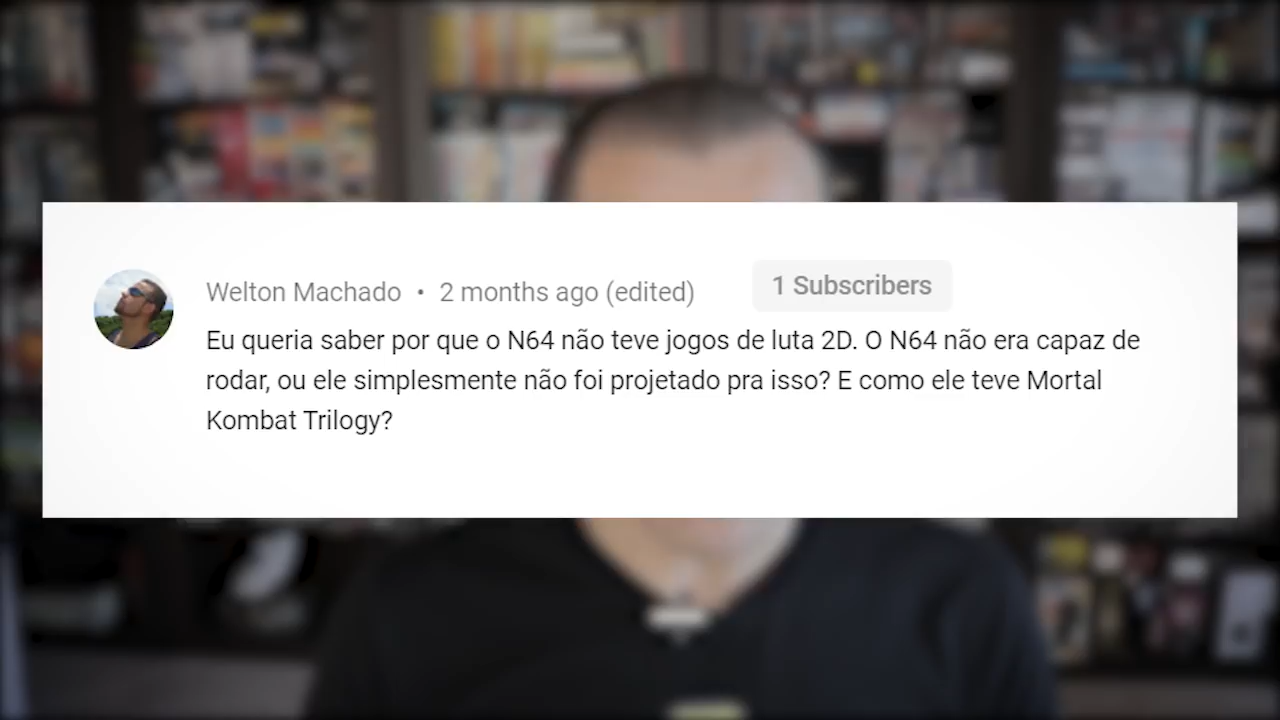 Welton Machado • 2 months ago (edited) 1 Subscribers
Eu queria saber por que o N64 não teve jogos de luta 2D. O N64 não era capaz de
rodar, ou ele simplesmente não foi projetado pra isso? E como ele teve Mortal
Kombat Trilogy?